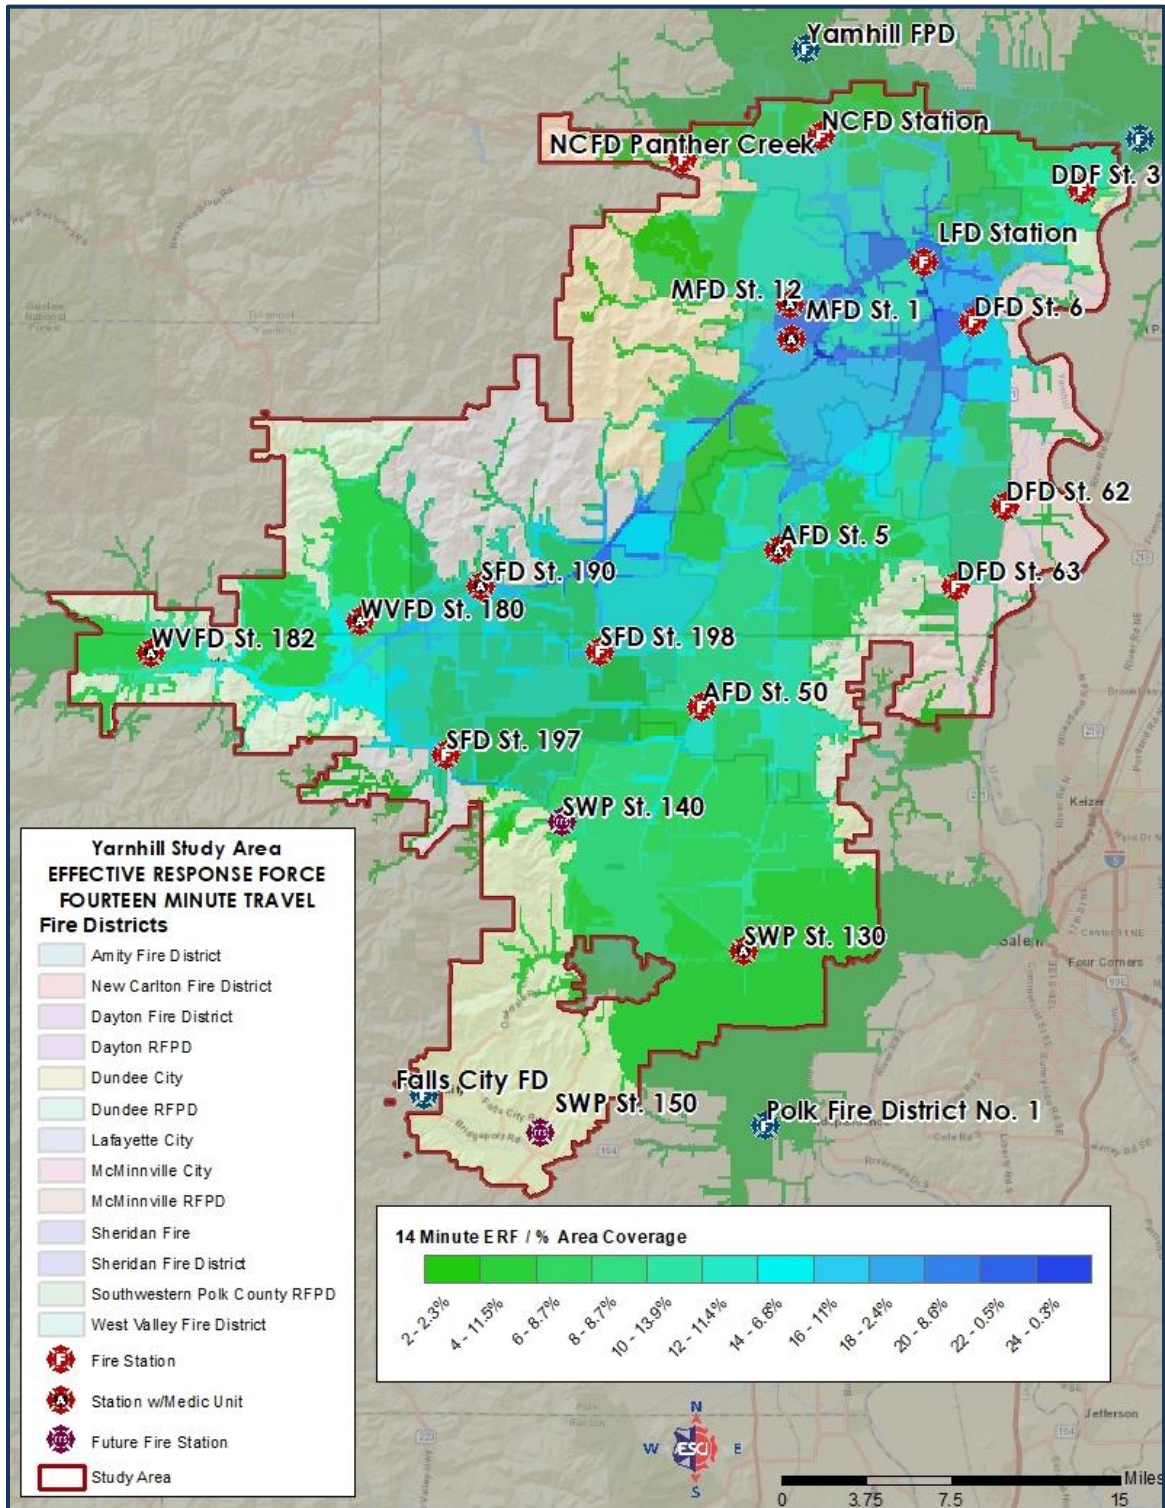 Yamhill FPD
NCFD Station
NCFD Panther Creek
DDF St. 3
LFD Station
MFD St. 12
MFD St. 1
DFD St. 6
DFD St. 62
AFD St. 5
SFD St. 190
DFD St. 63
WVFD St. 180
WVFD St. 182
SFD St. 198
AFD St. 50
SFD St. 197
SWP St. 140
Keizer
SWP St. 130
Salem
Four Corners
Falls City FD
SWP St. 150
Polk Fire District No. 1
Bridgeport Rd
Yarnhill Study Area
EFFECTIVE RESPONSE FORCE
FOURTEEN MINUTE TRAVEL
Fire Districts
Amity Fire District
New Carlton Fire District
Dayton Fire District
Dayton RFPD
Dundee City
Dundee RFPD
Lafayette City
McMinnville City
McMinnville RFPD
Sheridan Fire
Sheridan Fire District
Southwestern Polk County RFPD
West Valley Fire District
Fire Station
Station w/Medic Unit
Future Fire Station
Study Area
14 Minute ERF / % Area Coverage
2 - 2.3%
4 - 11.5%
6 - 8.7%
8 - 8.7%
10 - 13.9%
12 - 11.4%
14 - 6.8%
16 - 11%
18 - 2.4%
20 - 8.6%
22 - 0.5%
24 - 0.3%
Jefferson
N
W ESCI E
S
Miles
0 3.75 7.5 15